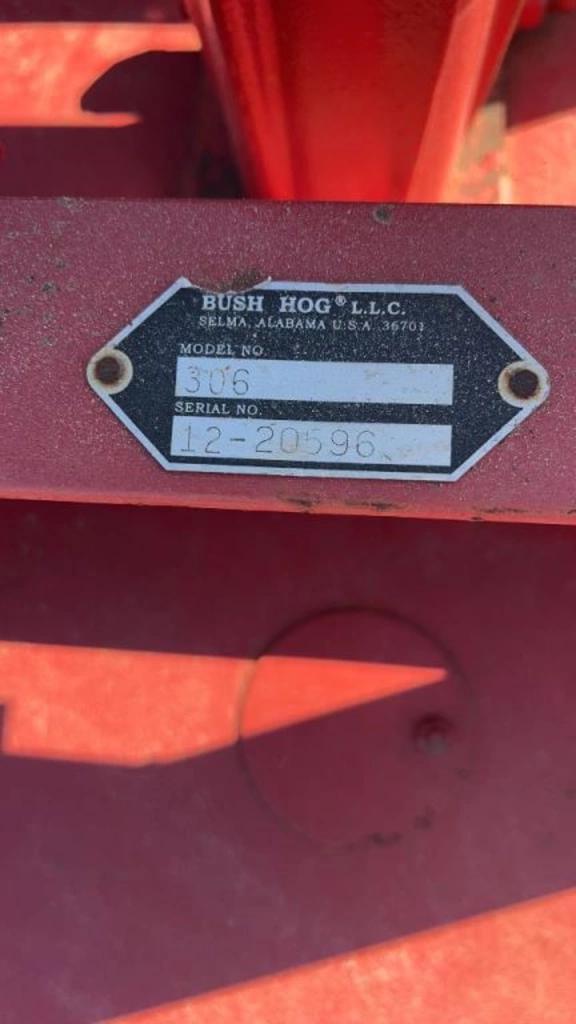 BUSH HOG® L.L.C.
SELMA, ALABAMA U.S.A. 36701
MODEL NO.
306
SERIAL NO.
12-20596